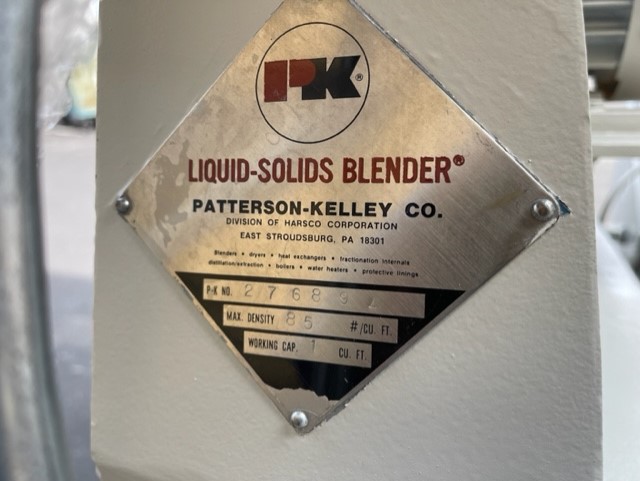 PK®
LIQUID-SOLIDS BLENDER®
PATTERSON-KELLEY CO.
DIVISION OF HARSCO CORPORATION
EAST STROUDSBURG, PA 18301
Blenders • dryers • heat exchangers • fractionation internals
distillation/extraction • boilers • water heaters • protective linings
P-K NO.
MAX. DENSITY 85 #/CU. FT.
WORKING CAP. 1 CU. FT.